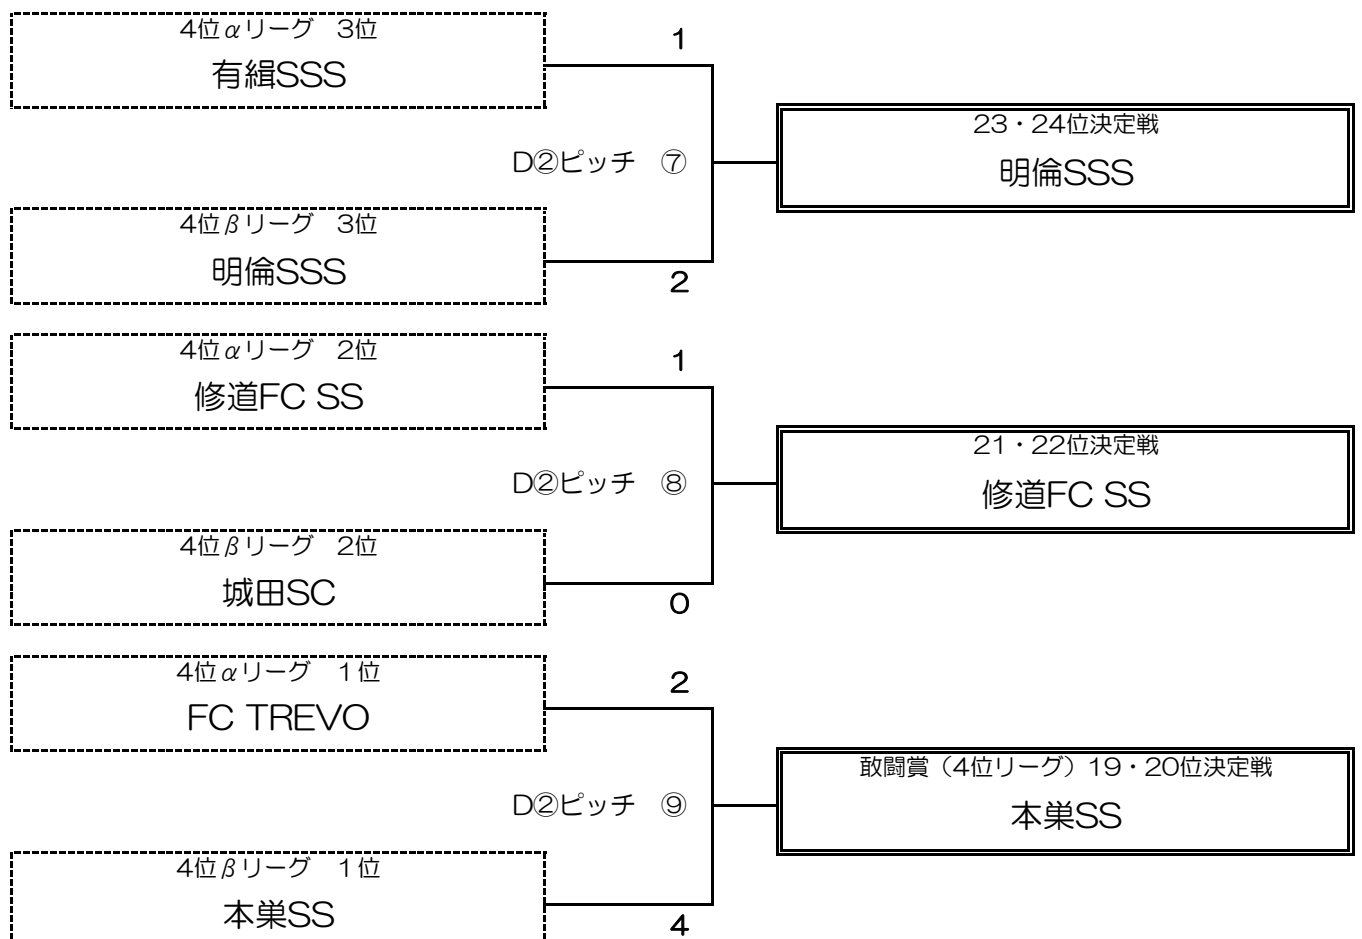 4位αリーグ　3位
有緝SSS
1
D②ピッチ　⑦
4位βリーグ　3位
明倫SSS
2
23・24位決定戦
明倫SSS
4位αリーグ　2位
修道FC SS
1
D②ピッチ　⑧
4位βリーグ　2位
城田SC
0
21・22位決定戦
修道FC SS
4位αリーグ　1位
FC TREVO
2
D②ピッチ　⑨
4位βリーグ　1位
本巣SS
4
敢闘賞（4位リーグ）19・20位決定戦
本巣SS